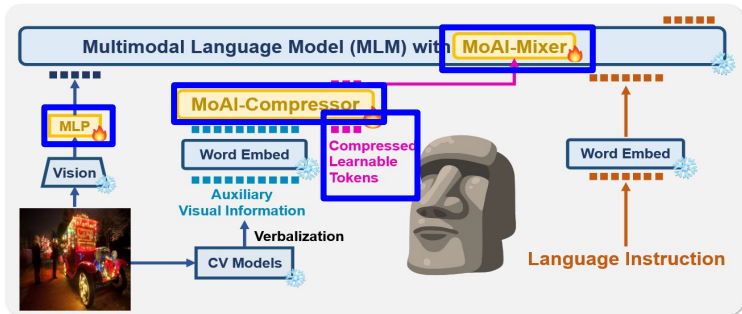 Multimodal Language Model (MLM) with MoAI-Mixer
MoAI-Compressor
MLP
Word Embed
Compressed
Learnable
Tokens
Word Embed
Vision
Auxiliary
Visual Information
Verbalization
CV Models
Language Instruction